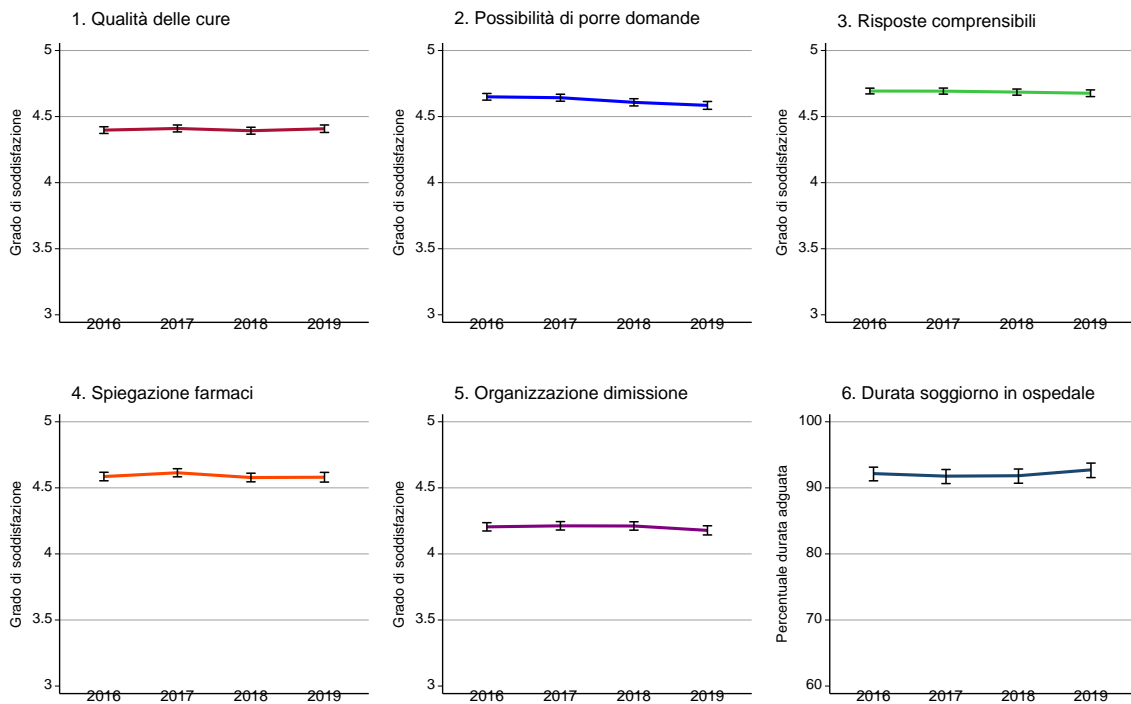 1. Qualità delle cure
Grado di soddisfazione
5
4.5
4
3.5
3
2016 2017 2018 2019
2. Possibilità di porre domande
Grado di soddisfazione
5
4.5
4
3.5
3
2016 2017 2018 2019
3. Risposte comprensibili
Grado di soddisfazione
5
4.5
4
3.5
3
2016 2017 2018 2019
4. Spiegazione farmaci
Grado di soddisfazione
5
4.5
4
3.5
3
2016 2017 2018 2019
5. Organizzazione dimissione
Grado di soddisfazione
5
4.5
4
3.5
3
2016 2017 2018 2019
6. Durata soggiorno in ospedale
Percentuale durata adguata
100
90
80
70
60
2016 2017 2018 2019